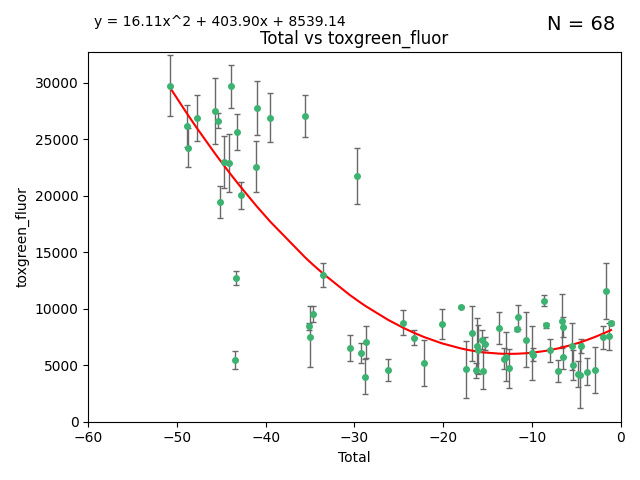 y = 16.11x^2 + 403.90x + 8539.14
N = 68
Total vs toxgreen_fluor
30000
25000
20000
15000
10000
5000
0
toxgreen_fluor
−60
−50
−40
−30
−20
−10
0
Total